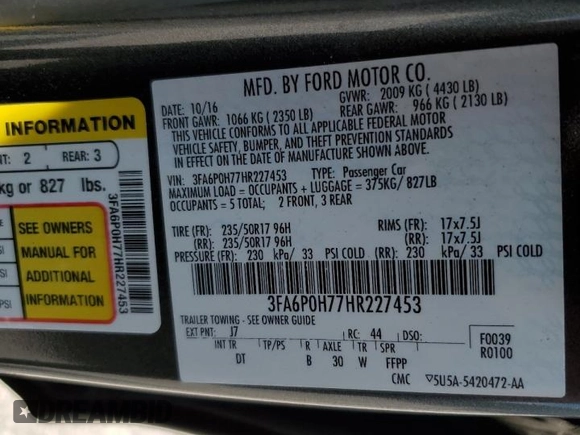 MFD. BY FORD MOTOR CO.
DATE: 10/16
GVWR: 2009 KG ( 4430 LB)
FRONT GAWR: 1066 KG ( 2350 LB)
REAR GAWR: 966 KG ( 2130 LB)
THIS VEHICLE CONFORMS TO ALL APPLICABLE FEDERAL MOTOR
VEHICLE SAFETY, BUMPER, AND THEFT PREVENTION STANDARDS
IN EFFECT ON THE DATE OF MANUFACTURE SHOWN ABOVE.
VIN: 3FA6P0H77HR227453
TYPE: Passenger Car
MAXIMUM LOAD = OCCUPANTS + LUGGAGE = 375KG/ 827LB
OCCUPANTS = 5 TOTAL; 2 FRONT, 3 REAR
TIRE (FR): 235/50R17 96H RIMS (FR): 17x7.5J
(RR): 235/50R17 96H (RR): 17x7.5J
PRESSURE (FR): 230 kPa/ 33 PSI COLD (RR): 230 kPa/ 33 PSI COLD
3FA6P0H77HR227453
TRAILER TOWING - SEE OWNER GUIDE
EXT PNT: J7 RC: 44 DSO:
F0039
R0100
INT TR TP/PS R AXLE TR SPR
DT B 30 W FFPP
CMC ▽5U5A-5420472-AA
INFORMATION
NT: 2 REAR: 3
kg or 827 lbs.
SEE OWNERS
MANUAL FOR
ADDITIONAL
INFORMATION
3FA6P0H77HR227453
DREAMBID